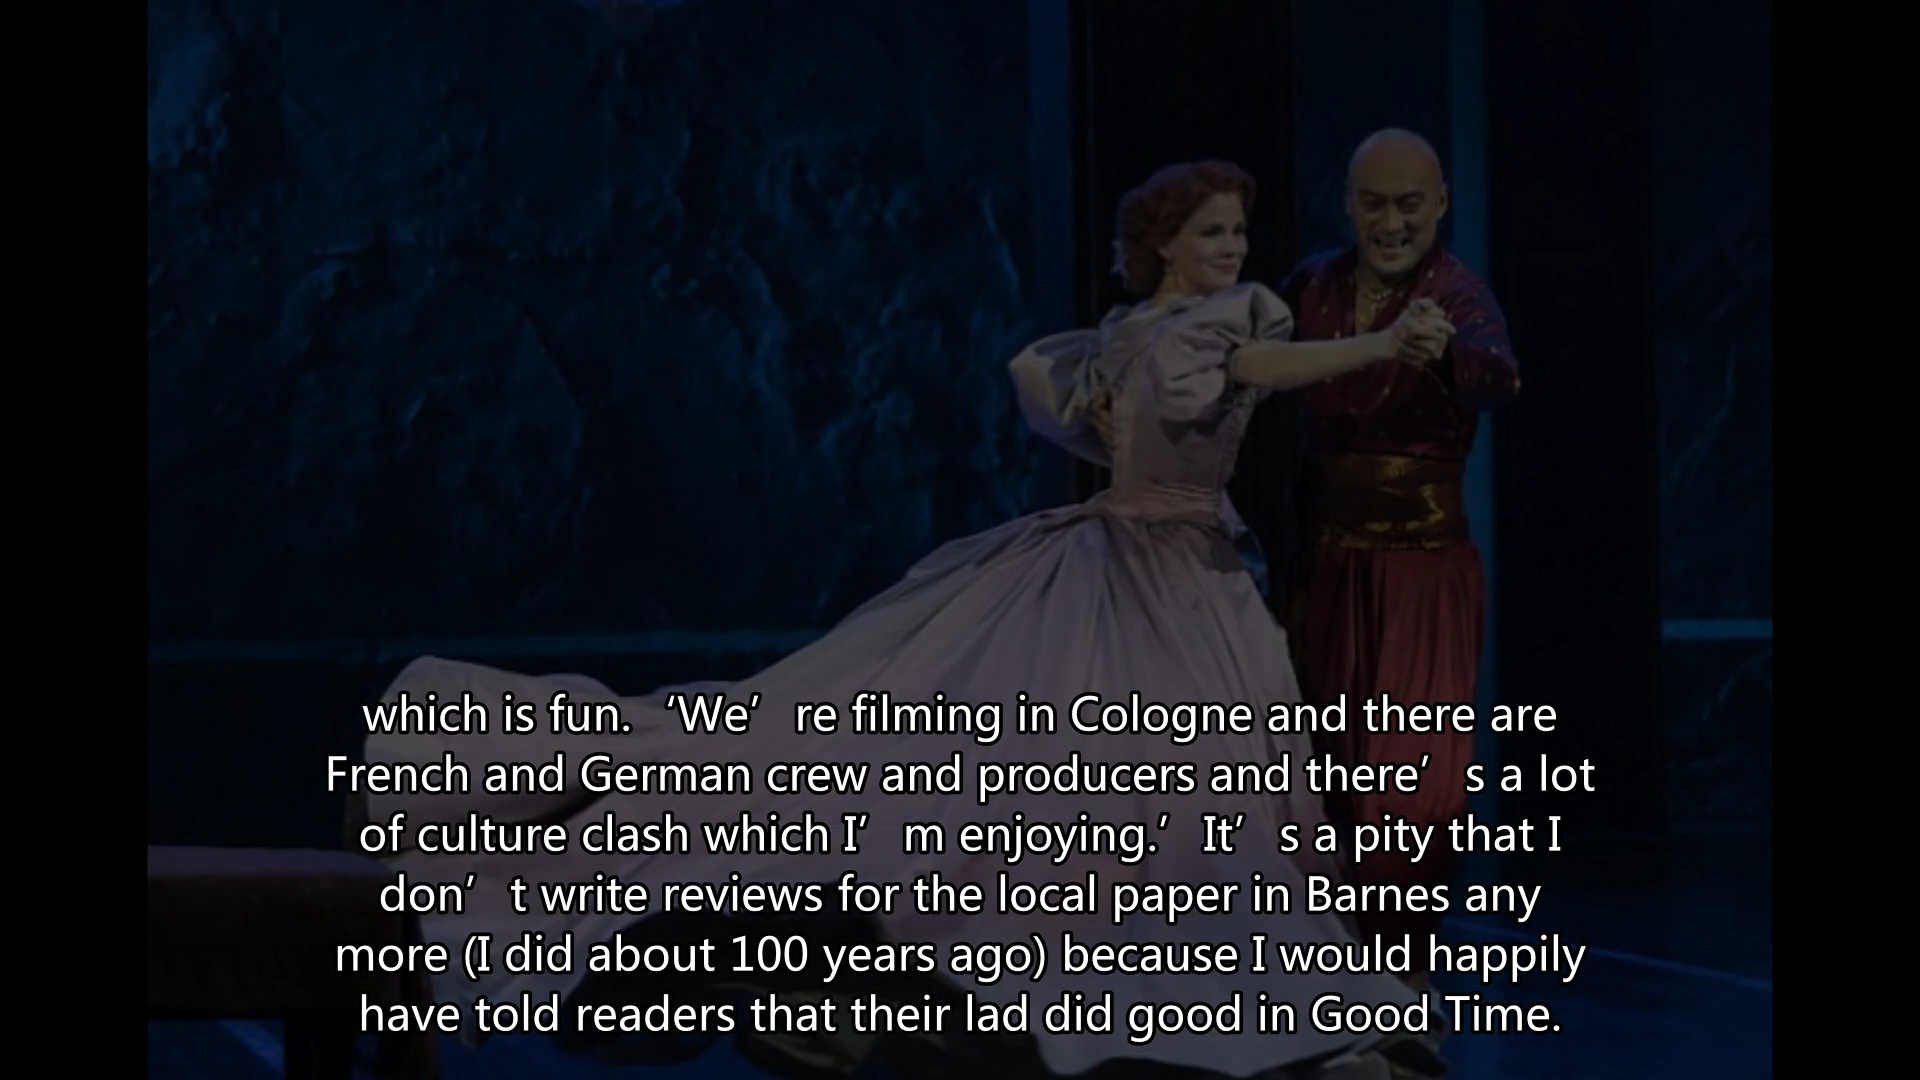 which is fun. ‘We’ re filming in Cologne and there are
French and German crew and producers and there’ s a lot
of culture clash which I’ m enjoying.’ It’ s a pity that I
don’ t write reviews for the local paper in Barnes any
more (I did about 100 years ago) because I would happily
have told readers that their lad did good in Good Time.